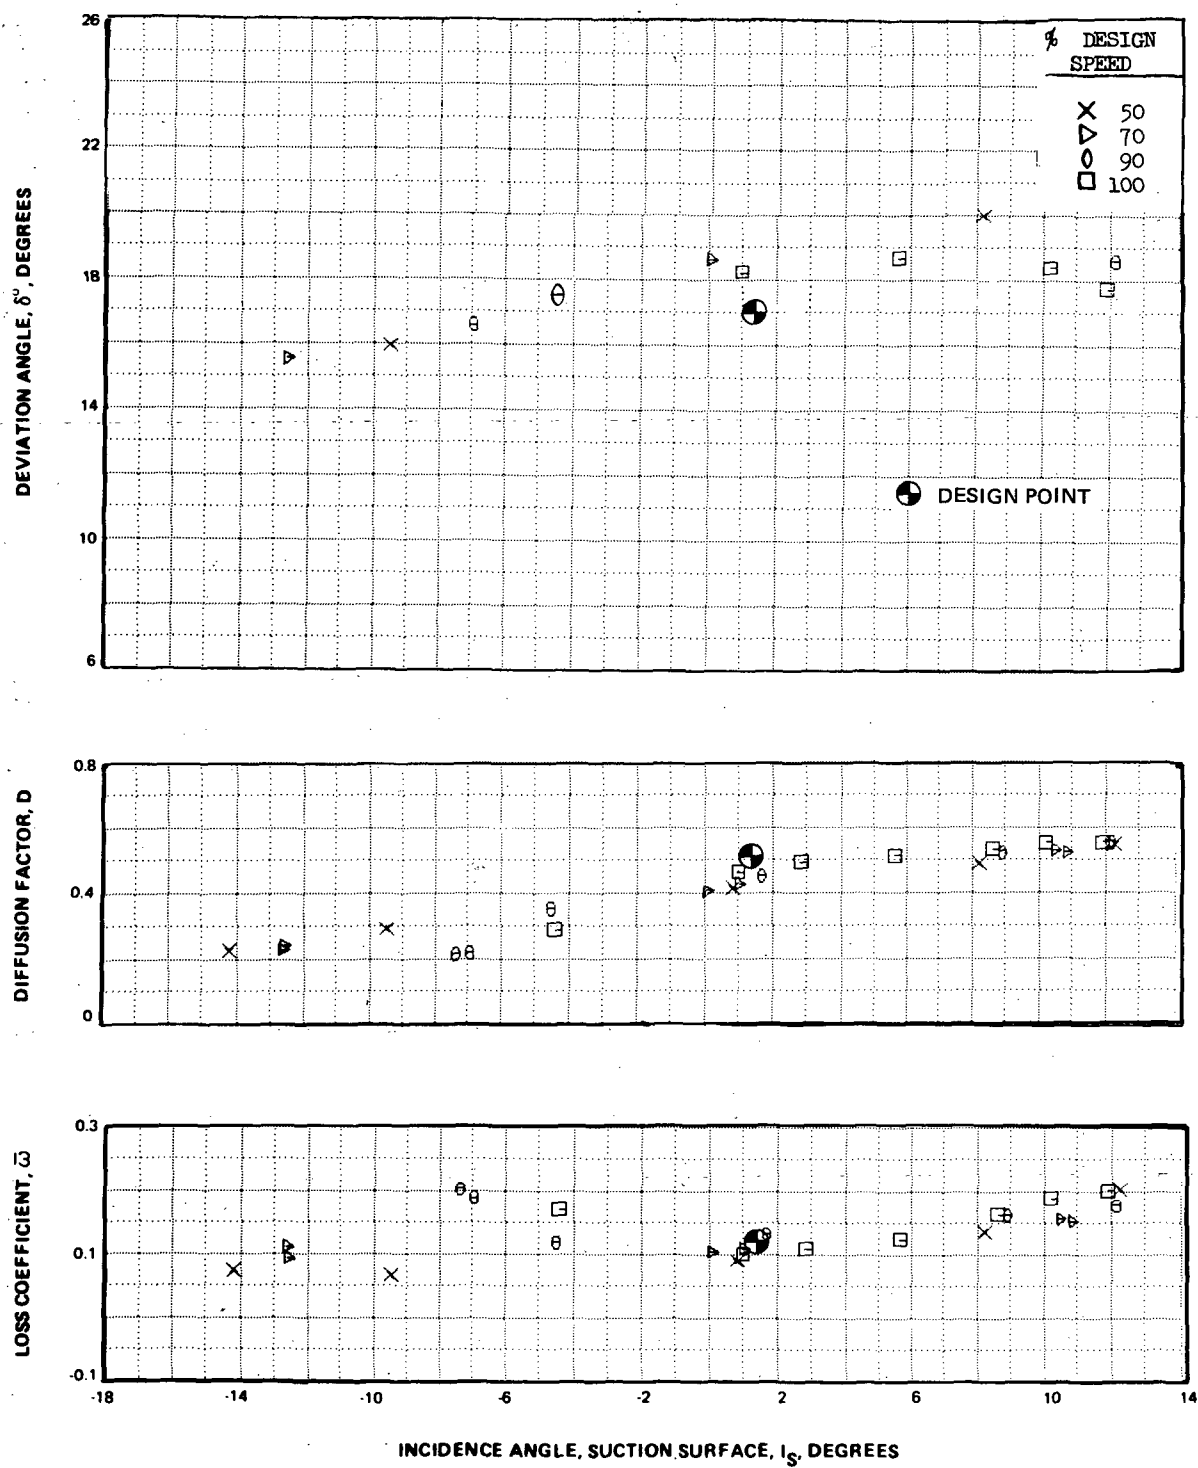 26
22
18
14
10
6
DEVIATION ANGLE, δ°, DEGREES
% DESIGN
SPEED
50
70
90
100
DESIGN POINT
0.8
0.4
0
DIFFUSION FACTOR, D
0.3
0.1
-0.1
LOSS COEFFICIENT, ω̅
-18 -14 -10 -6 -2 2 6 10 14
INCIDENCE ANGLE, SUCTION SURFACE, IS, DEGREES